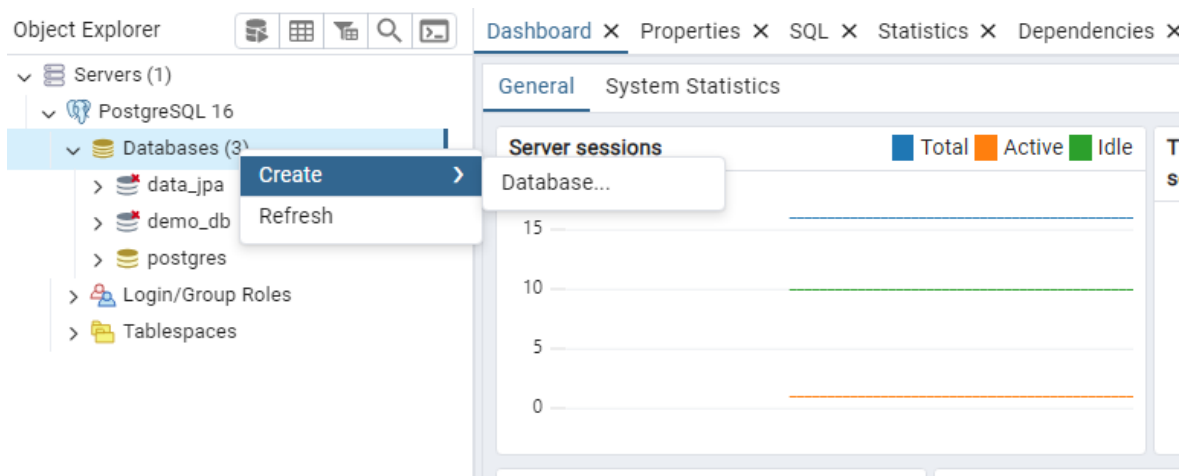 Object Explorer
Dashboard Properties SQL Statistics Dependencies
Servers (1)
PostgreSQL 16
Databases (3)
data_jpa
demo_db
postgres
Login/Group Roles
Tablespaces
Create
Refresh
Database...
General System Statistics
Server sessions
Total Active Idle
15
10
5
0